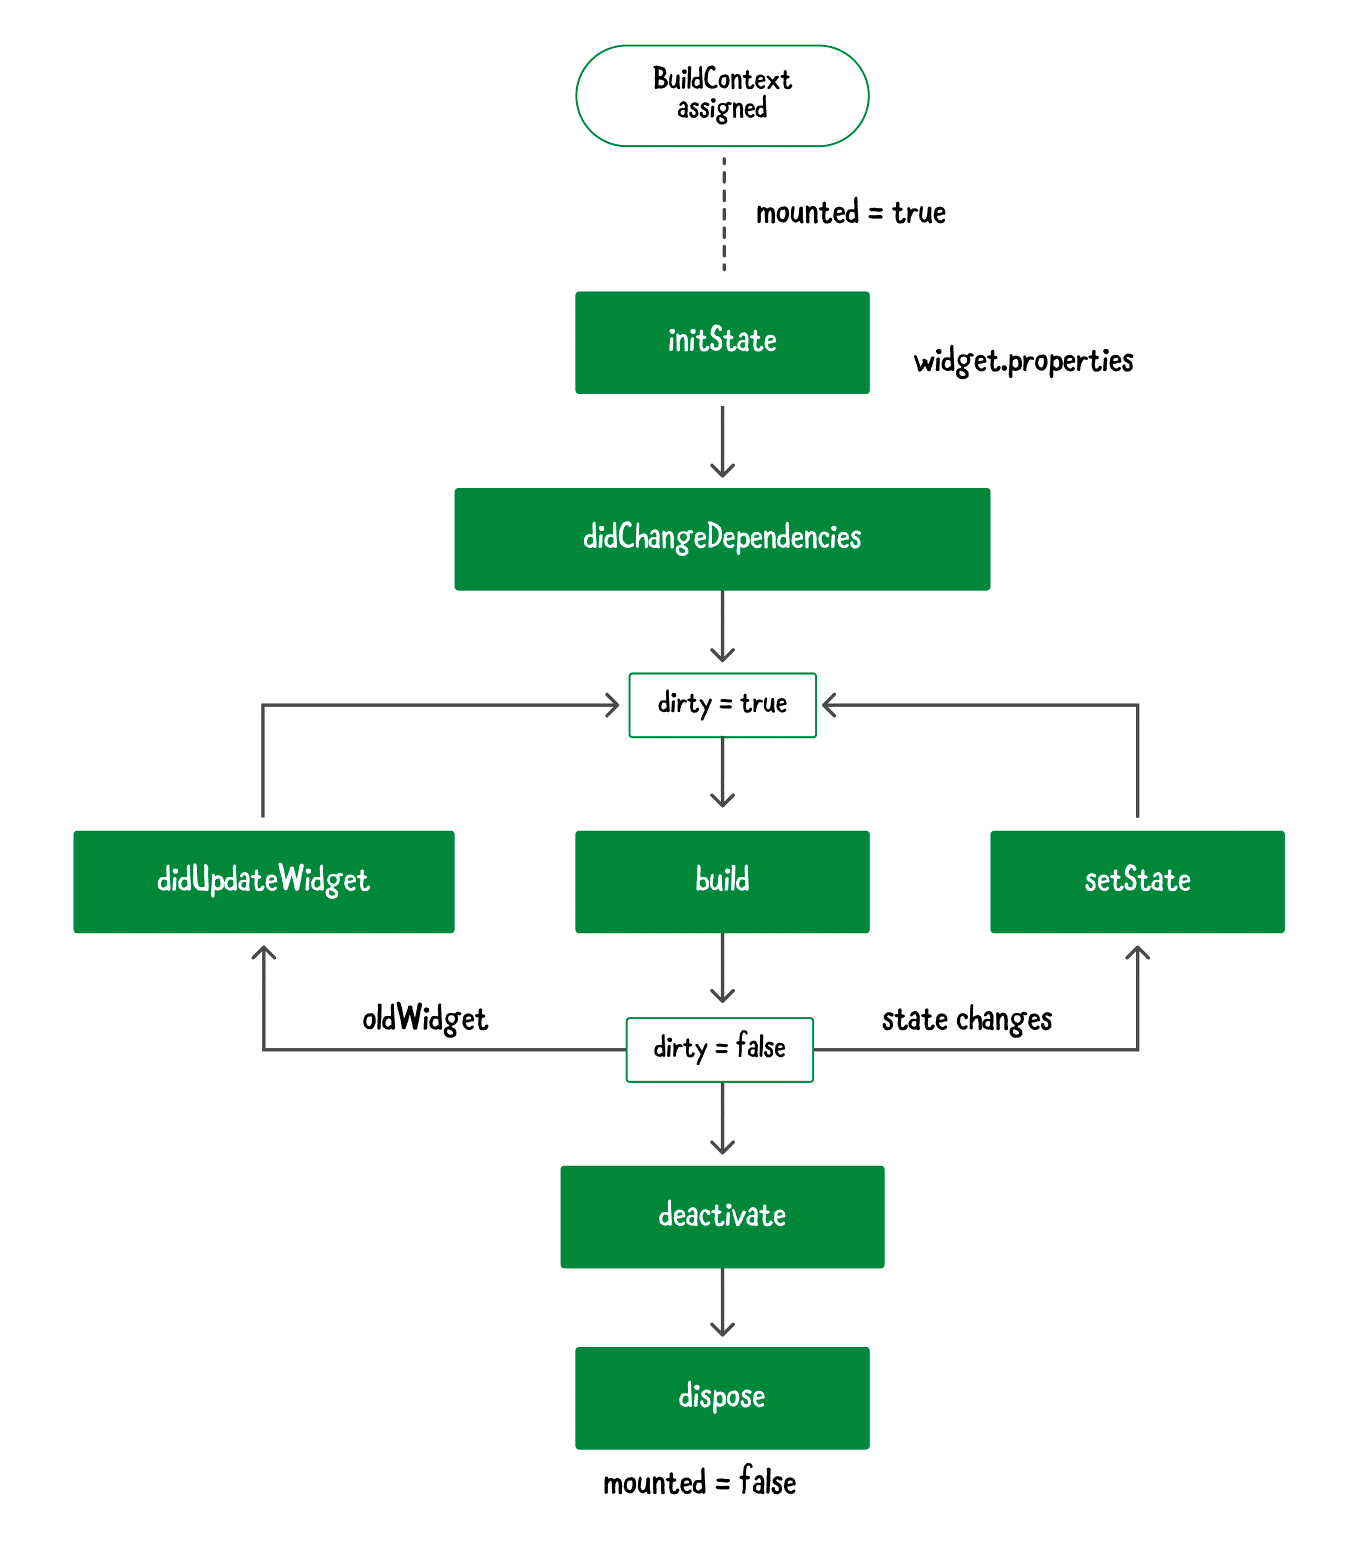 BuildContext
assigned
mounted = true
initState
widget.properties
didChangeDependencies
dirty = true
didUpdateWidget
build
setState
oldWidget
state changes
dirty = false
deactivate
dispose
mounted = false